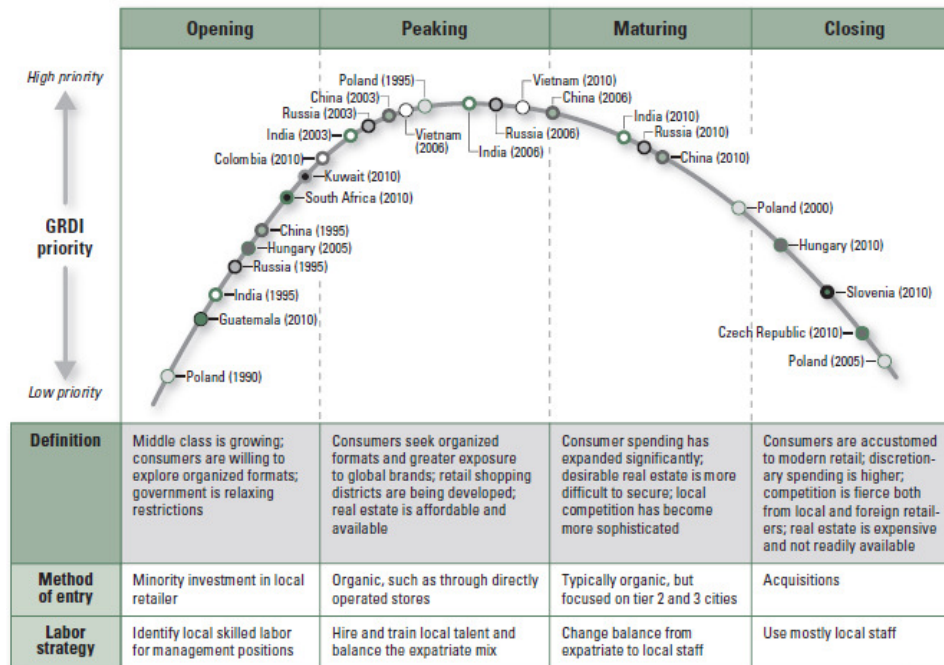 Opening Peaking Maturing Closing
High priority
GRDI
priority
Low priority
Poland (1995)
China (2003)
Russia (2003)
India (2003)
Colombia (2010)
Kuwait (2010)
South Africa (2010)
China (1995)
Hungary (2005)
Russia (1995)
India (1995)
Guatemala (2010)
Poland (1990)
Vietnam
(2006)
India (2006)
Russia (2006)
Vietnam (2010)
China (2006)
India (2010)
Russia (2010)
China (2010)
Poland (2000)
Hungary (2010)
Slovenia (2010)
Czech Republic (2010)
Poland (2005)
Definition
Middle class is growing;
consumers are willing to
explore organized formats;
government is relaxing
restrictions
Consumers seek organized
formats and greater exposure
to global brands; retail shopping
districts are being developed;
real estate is affordable and
available
Consumer spending has
expanded significantly;
desirable real estate is more
difficult to secure; local
competition has become
more sophisticated
Consumers are accustomed
to modern retail; discretion-
ary spending is higher;
competition is fierce both
from local and foreign retail-
ers; real estate is expensive
and not readily available
Method
of entry
Minority investment in local
retailer
Organic, such as through directly
operated stores
Typically organic, but
focused on tier 2 and 3 cities
Acquisitions
Labor
strategy
Identify local skilled labor
for management positions
Hire and train local talent and
balance the expatriate mix
Change balance from
expatriate to local staff
Use mostly local staff